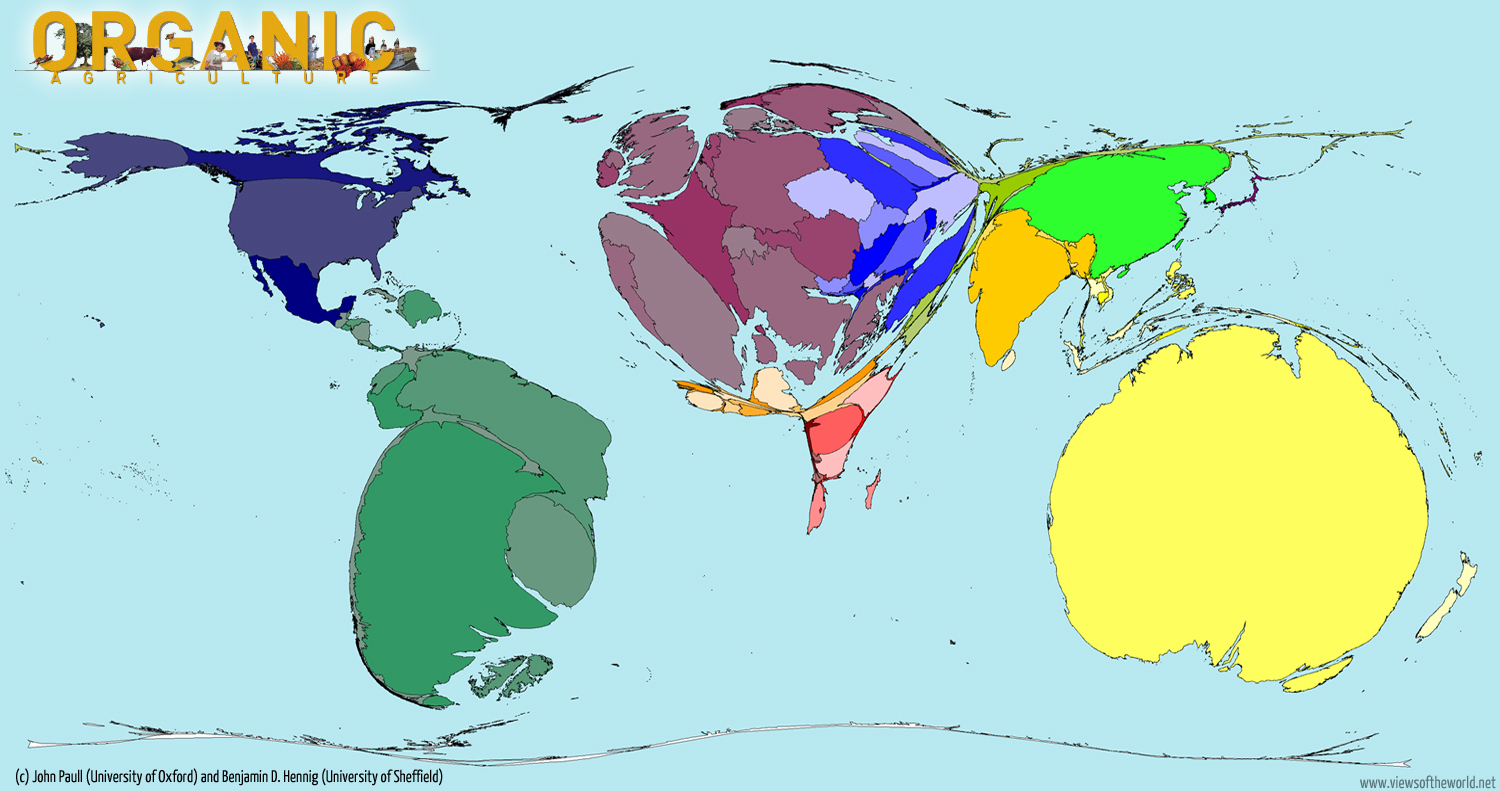 ORGANIC
AGRICULTURE
(c) John Paull (University of Oxford) and Benjamin D. Hennig (University of Sheffield)
www.viewsoftheworld.net